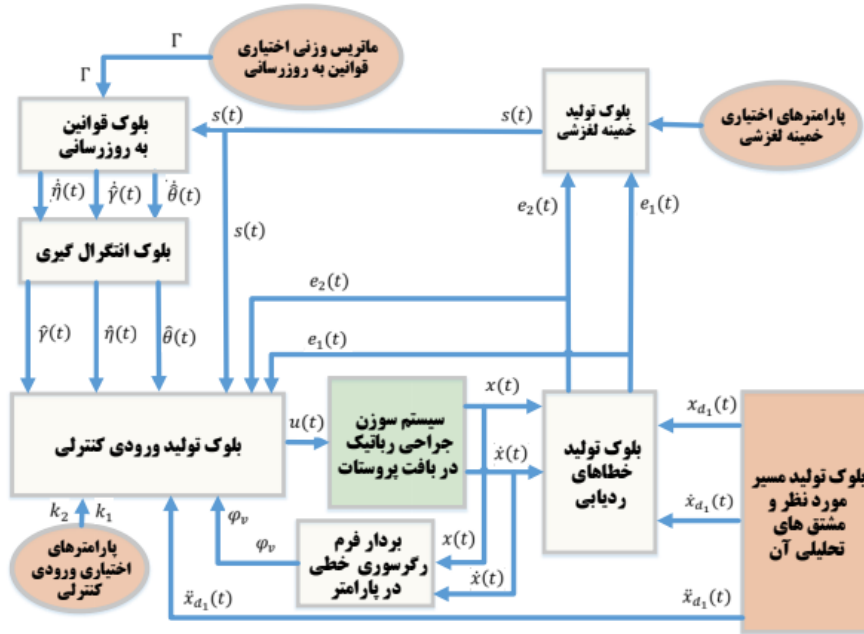 ماتریس وزنی اختیاری
قوانین به روزرسانی
Γ
Γ
بلوک قوانین
به روزرسانی
s(t)
s(t)
بلوک تولید
خمینه لغزشی
پارامترهای اختیاری
خمینه لغزشی
η̂̇(t)
γ̂̇(t)
θ̂̇(t)
e₂(t)
e₁(t)
s(t)
بلوک انتگرال گیری
e₂(t)
γ̂(t)
η̂(t)
θ̂(t)
e₁(t)
بلوک تولید ورودی کنترلی
u(t)
سیستم سوزن
جراحی رباتیک
در بافت پروستات
x(t)
ẋ(t)
بلوک تولید
خطاهای
ردیابی
x_{d₁}(t)
ẋ_{d₁}(t)
بلوک تولید مسیر
مورد نظر و
مشتق های
تحلیلی آن
k₂
k₁
پارامترهای
اختیاری ورودی
کنترلی
φᵥ
φᵥ
بردار فرم
رگرسوری خطی
در پارامتر
x(t)
ẋ(t)
ẍ_{d₁}(t)
ẍ_{d₁}(t)